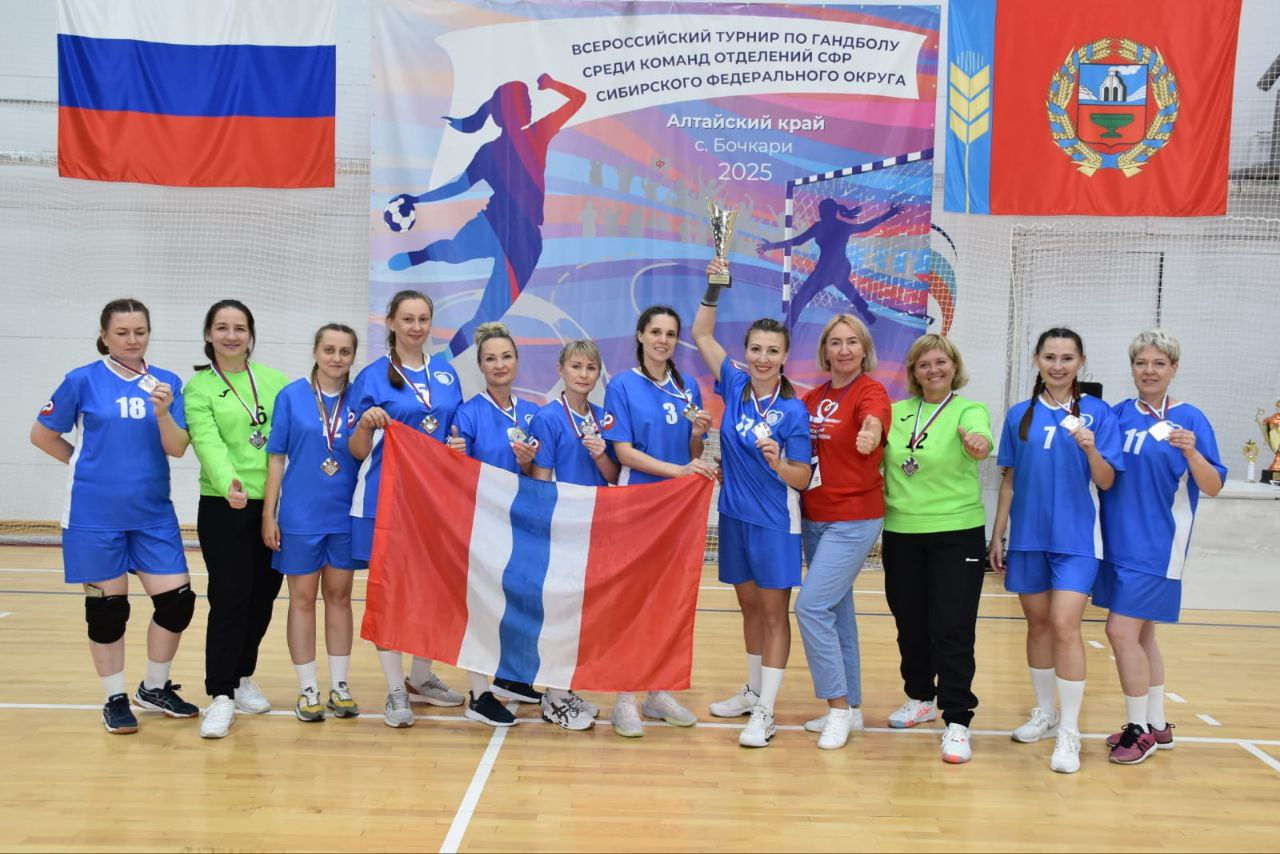 ВСЕРОССИЙСКИЙ ТУРНИР ПО ГАНДБОЛУ
СРЕДИ КОМАНД ОТДЕЛЕНИЙ СФР
СИБИРСКОГО ФЕДЕРАЛЬНОГО ОКРУГА
Алтайский край
с. Бочкари
2025
18
3
7
11